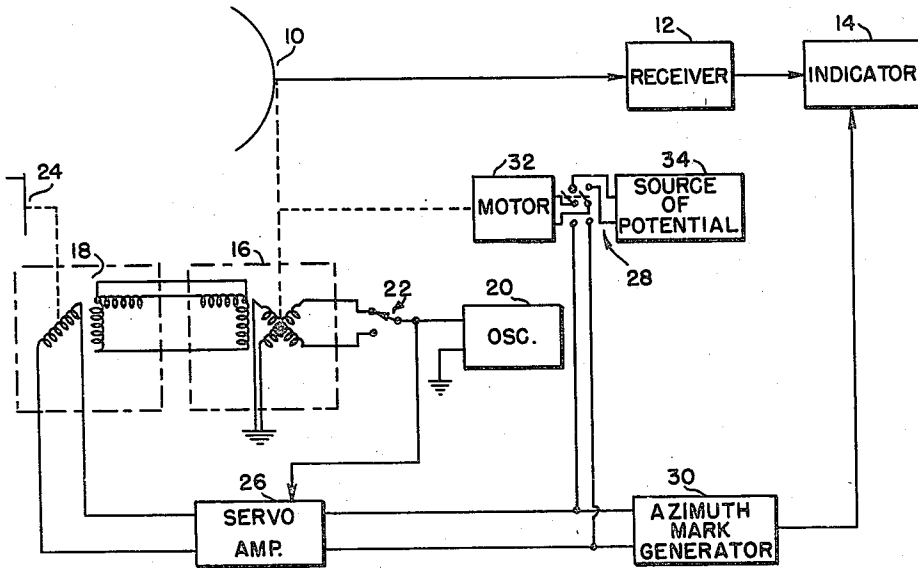 10
12
RECEIVER
14
INDICATOR
24
32
MOTOR
34
SOURCE
OF
POTENTIAL
28
18
16
22
20
OSC.
26
SERVO
AMP.
30
AZIMUTH
MARK
GENERATOR